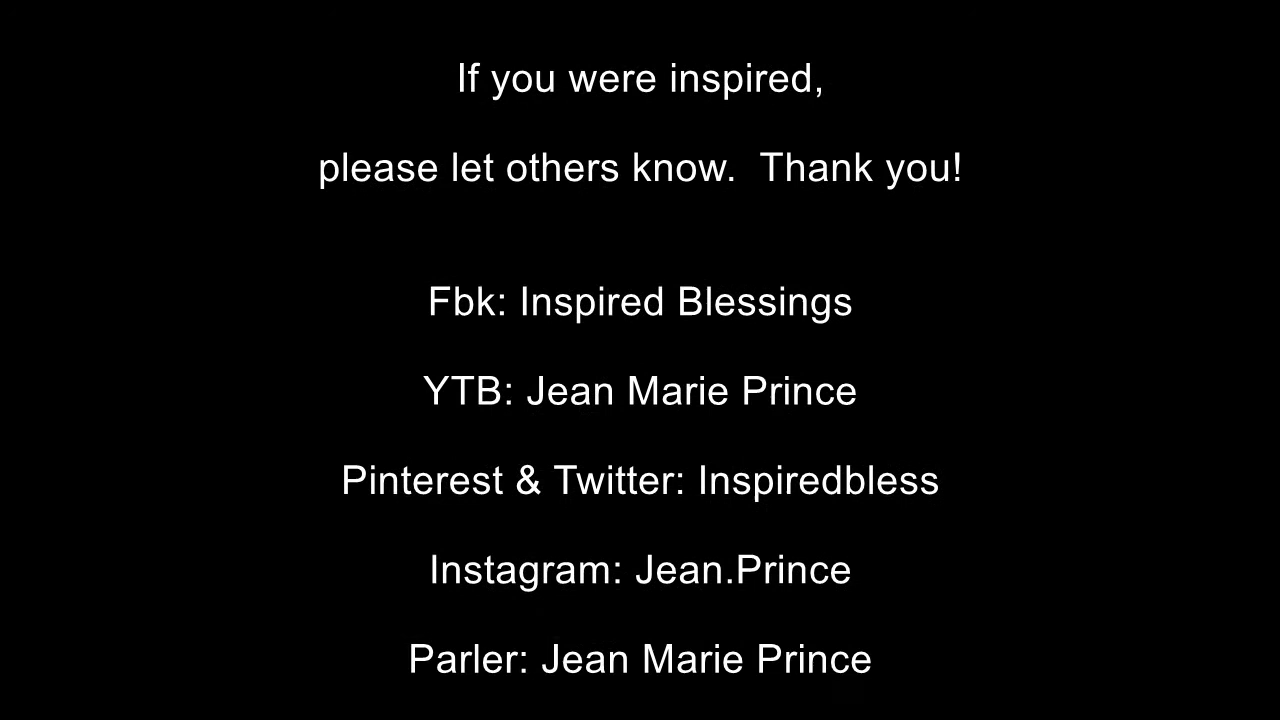 If you were inspired,
please let others know.  Thank you!
Fbk: Inspired Blessings
YTB: Jean Marie Prince
Pinterest & Twitter: Inspiredbless
Instagram: Jean.Prince
Parler: Jean Marie Prince